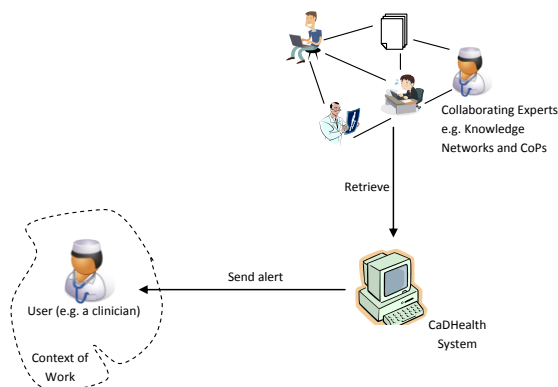 Collaborating Experts
e.g. Knowledge
Networks and CoPs
Retrieve
Send alert
User (e.g. a clinician)
CaDHealth
System
Context of
Work